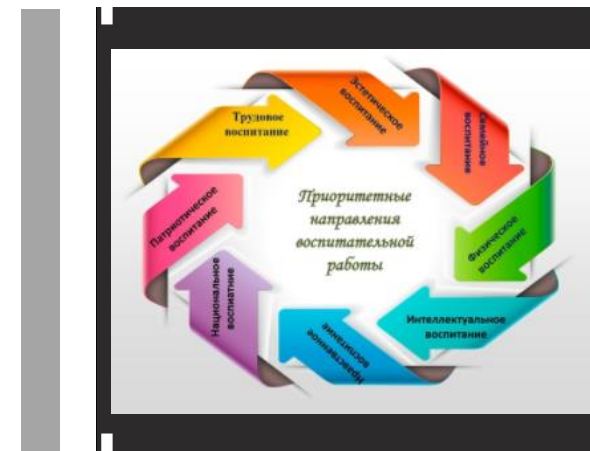 Приоритетные
направления
воспитательной
работы
Трудовое
воспитание
Эстетическое
воспитание
Семейное
воспитание
Физическое
воспитание
Интеллектуальное
воспитание
Нравственное
воспитание
Национальное
воспиатние
Патриотическое
воспитание